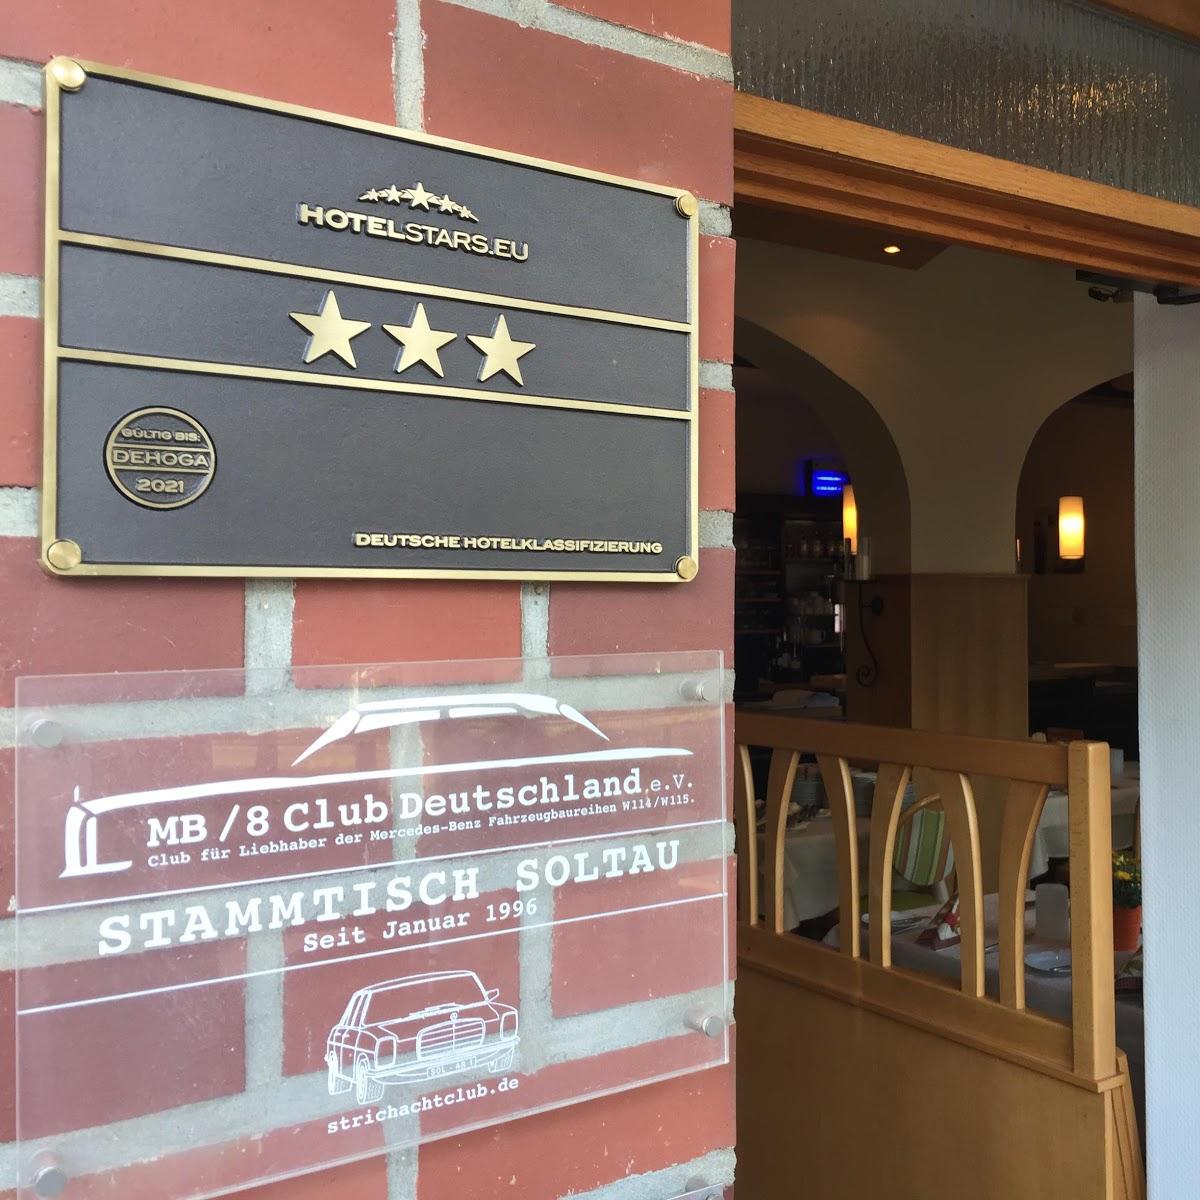 HOTELSTARS.EU
GÜLTIG BIS:
DEHOGA
2021
DEUTSCHE HOTELKLASSIFIZIERUNG
MB /8 Club Deutschland.e.V.
Club für Liebhaber der Mercedes-Benz Fahrzeugbaureihen W114/W115.
STAMMTISCH SOLTAU
Seit Januar 1996
strichachtclub.de